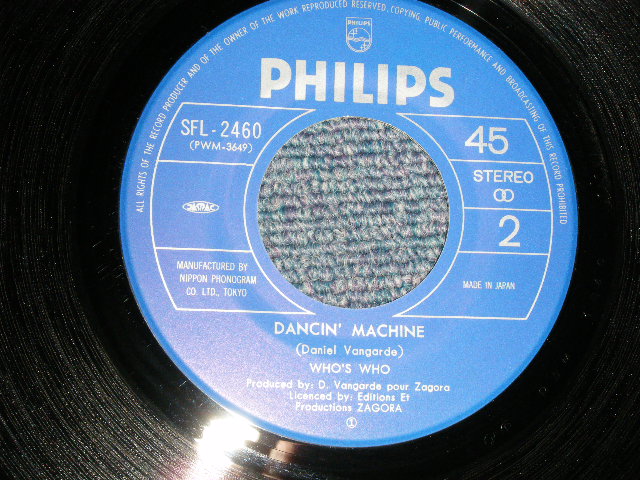 ALL RIGHTS OF THE RECORD PRODUCER AND OF THE OWNER OF THE WORK REPRODUCED RESERVED. COPYING, PUBLIC PERFORMANCE AND BROADCASTING OF THIS RECORD PROHIBITED
PHILIPS
PHILIPS
SFL-2460
(PWM-3649)
45
STEREO
2
MANUFACTURED BY
NIPPON PHONOGRAM
CO. LTD., TOKYO
MADE IN JAPAN
DANCIN' MACHINE
(Daniel Vangarde)
WHO'S WHO
Produced by: D. Vangarde pour Zagora
Licenced by: Editions Et
Productions ZAGORA
①